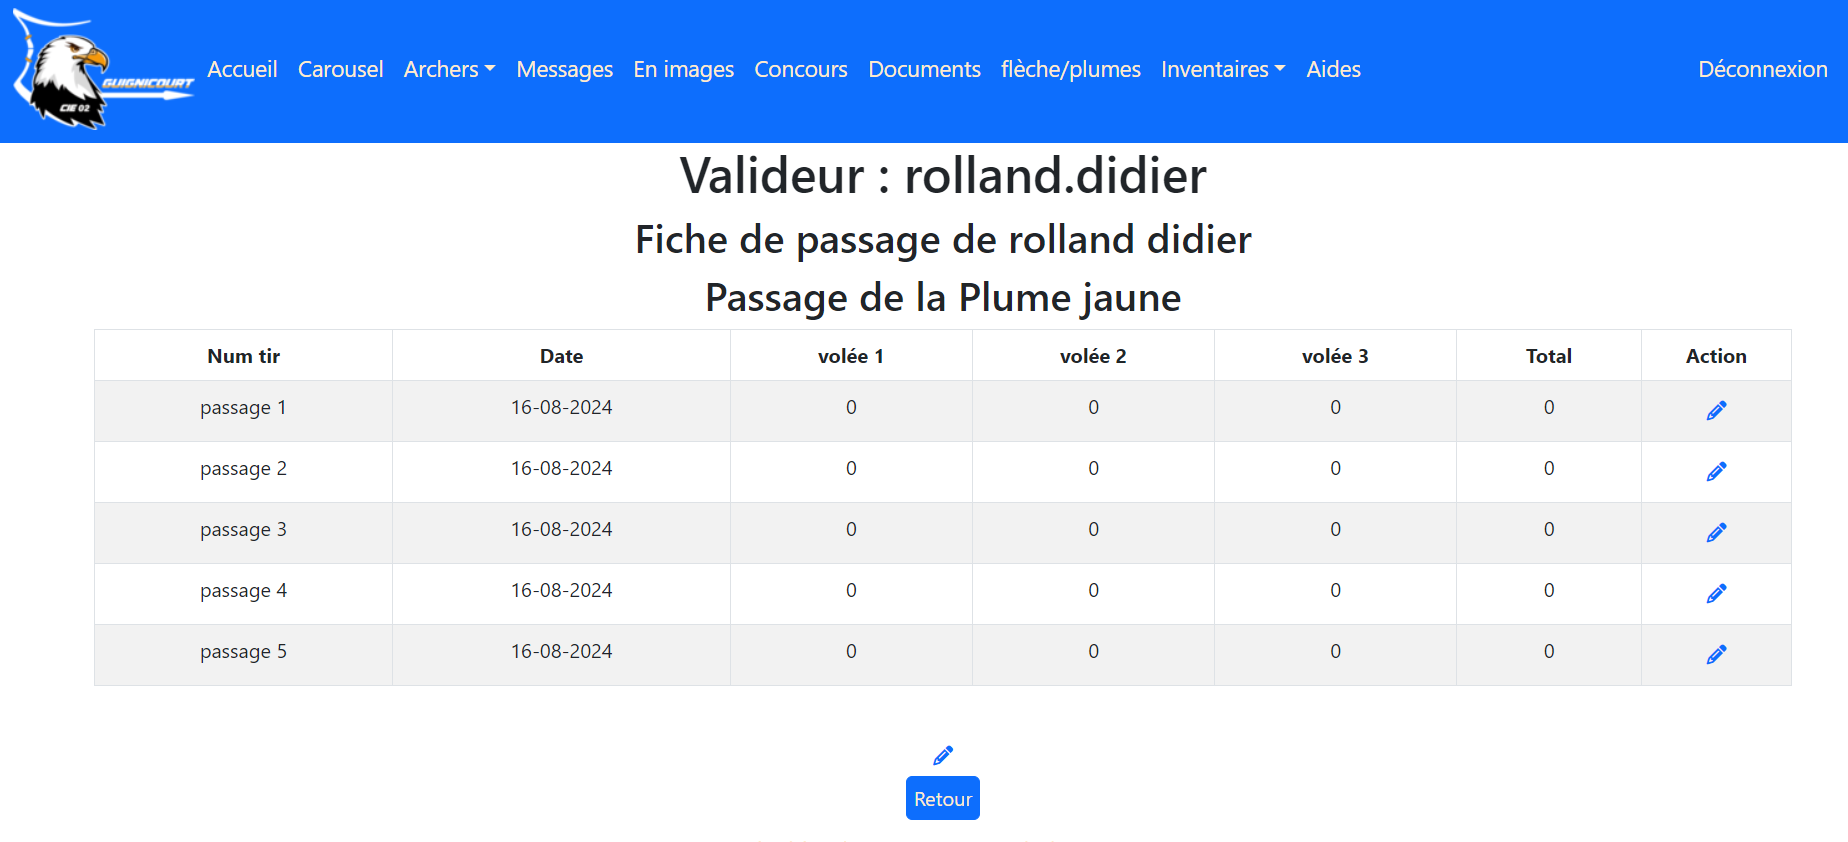 GUIGNICOURT
CIE 02
Accueil Carousel Archers Messages En images Concours Documents flèche/plumes Inventaires Aides Déconnexion
Valideur : rolland.didier
Fiche de passage de rolland didier
Passage de la Plume jaune
Num tir Date volée 1 volée 2 volée 3 Total Action
passage 1 16-08-2024 0 0 0 0
passage 2 16-08-2024 0 0 0 0
passage 3 16-08-2024 0 0 0 0
passage 4 16-08-2024 0 0 0 0
passage 5 16-08-2024 0 0 0 0
Retour